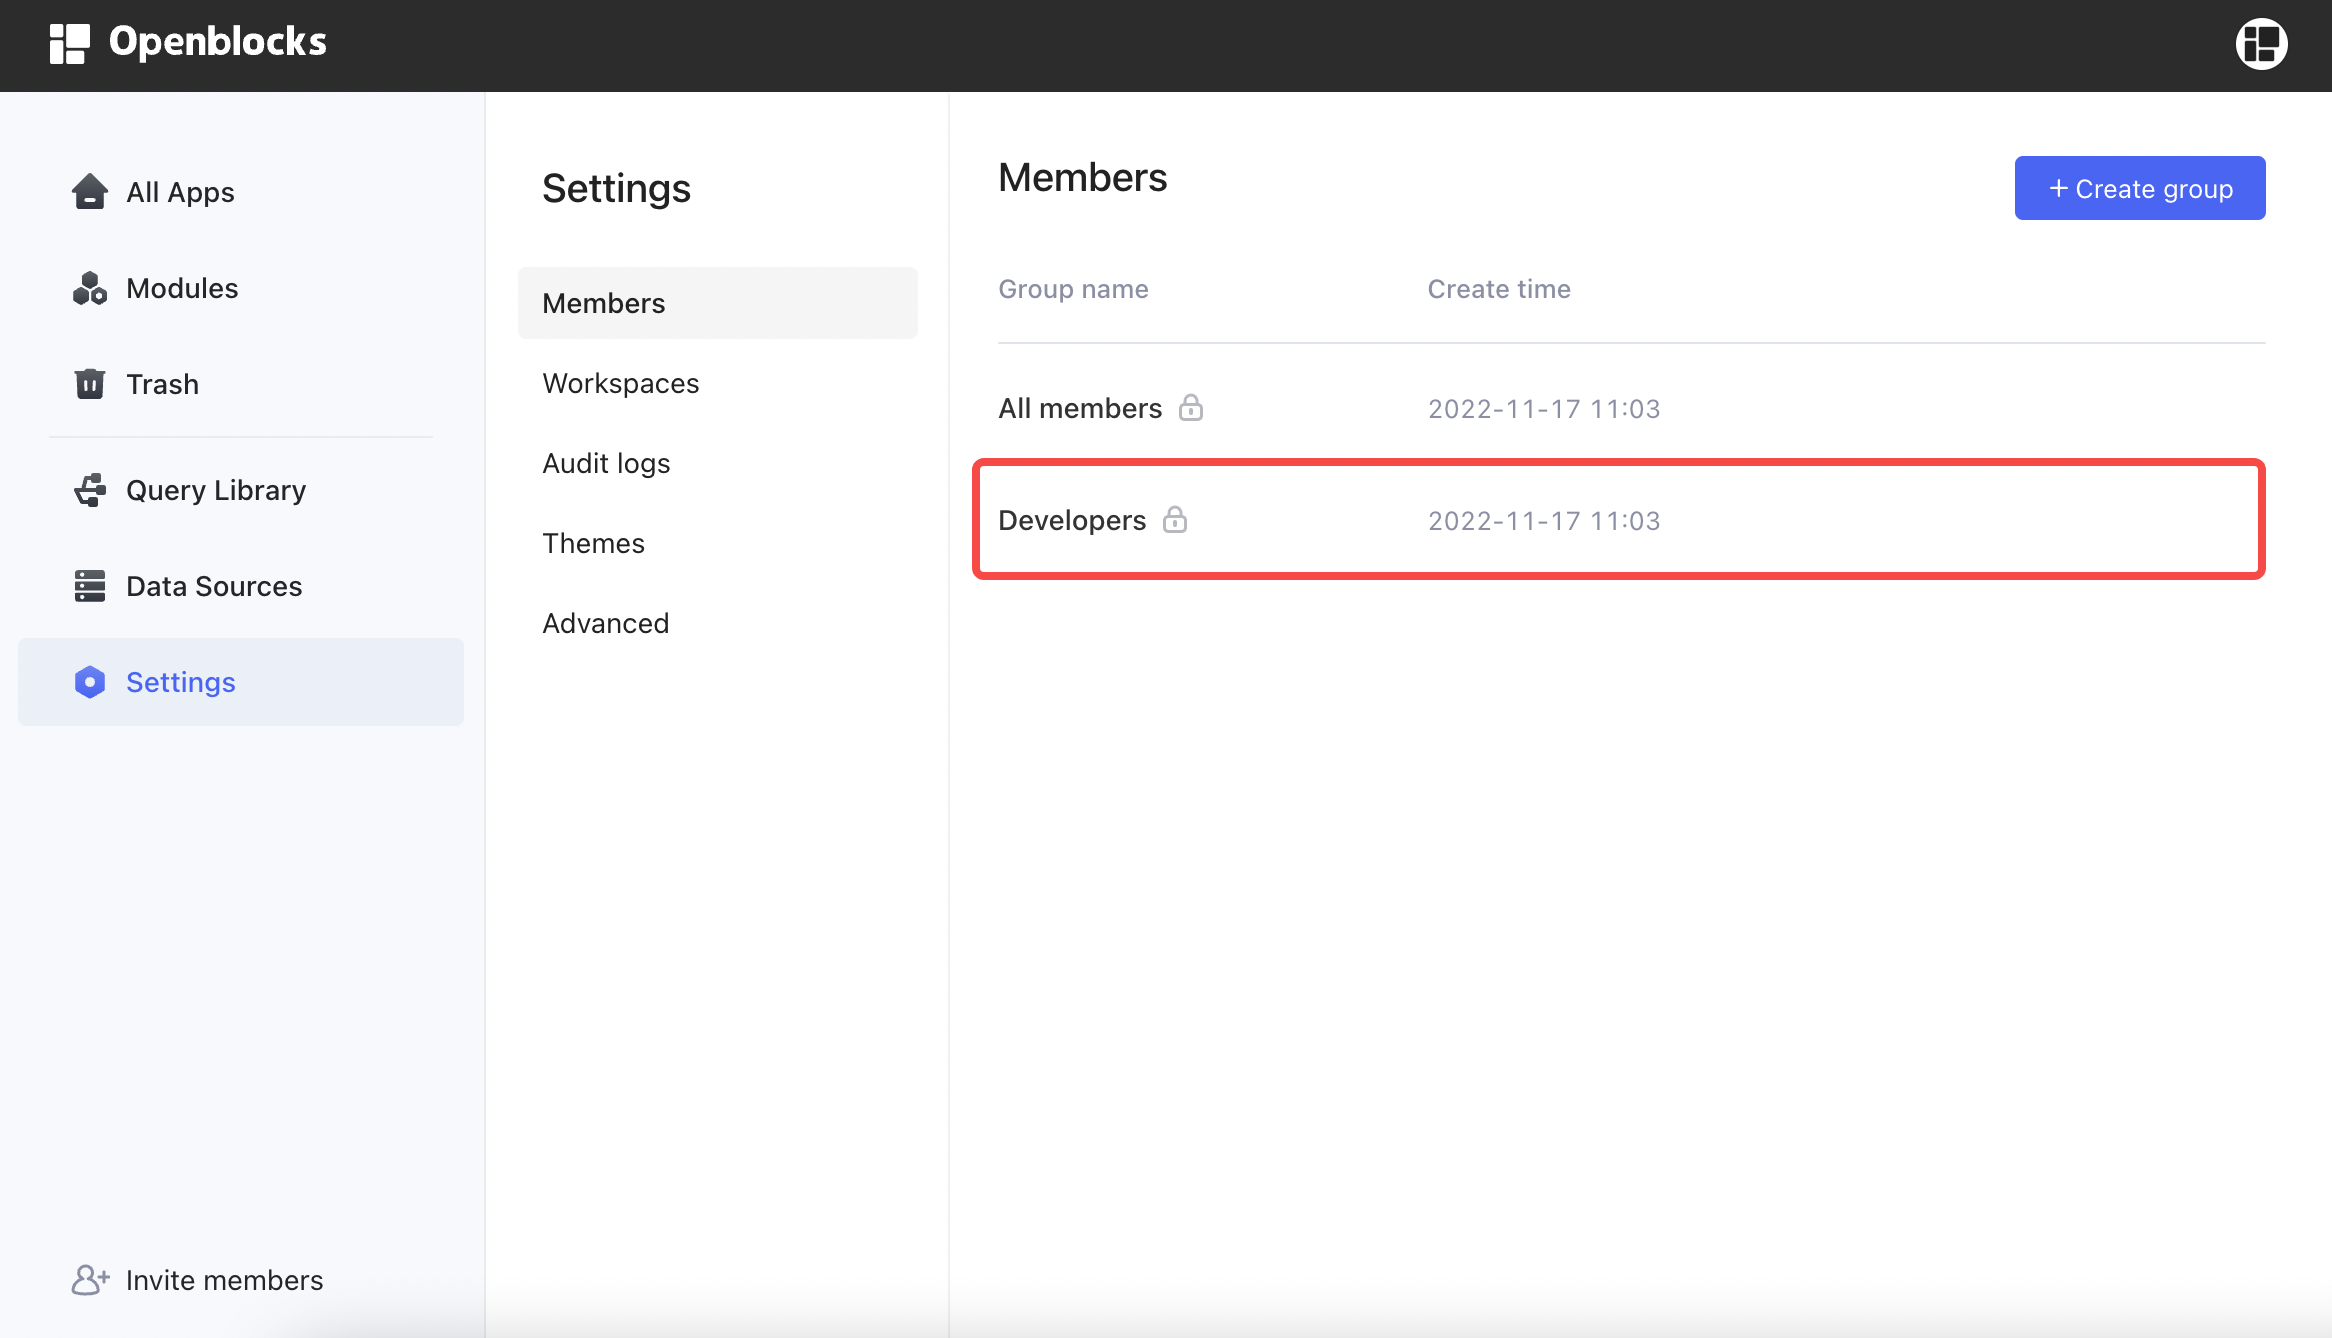 Openblocks
All Apps
Modules
Trash
Query Library
Data Sources
Settings
Invite members
Settings
Members
Workspaces
Audit logs
Themes
Advanced
Members
+ Create group
Group name Create time
All members 2022-11-17 11:03
Developers 2022-11-17 11:03